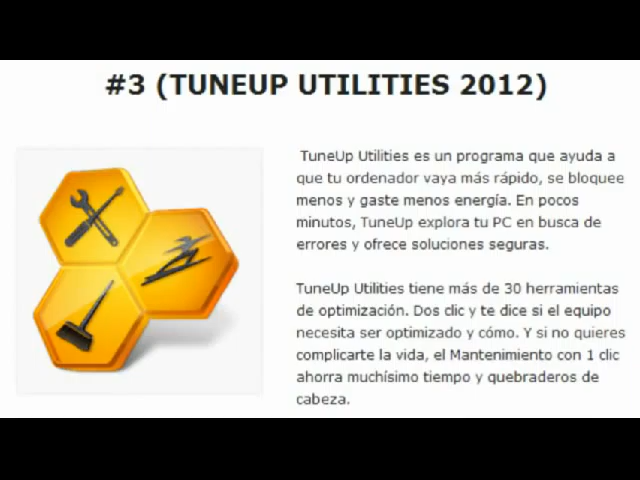 #3 (TUNEUP UTILITIES 2012)
TuneUp Utilities es un programa que ayuda a
que tu ordenador vaya más rápido, se bloquee
menos y gaste menos energía. En pocos
minutos, TuneUp explora tu PC en busca de
errores y ofrece soluciones seguras.
TuneUp Utilities tiene más de 30 herramientas
de optimización. Dos clic y te dice si el equipo
necesita ser optimizado y cómo. Y si no quieres
complicarte la vida, el Mantenimiento con 1 clic
ahorra muchísimo tiempo y quebraderos de
cabeza.